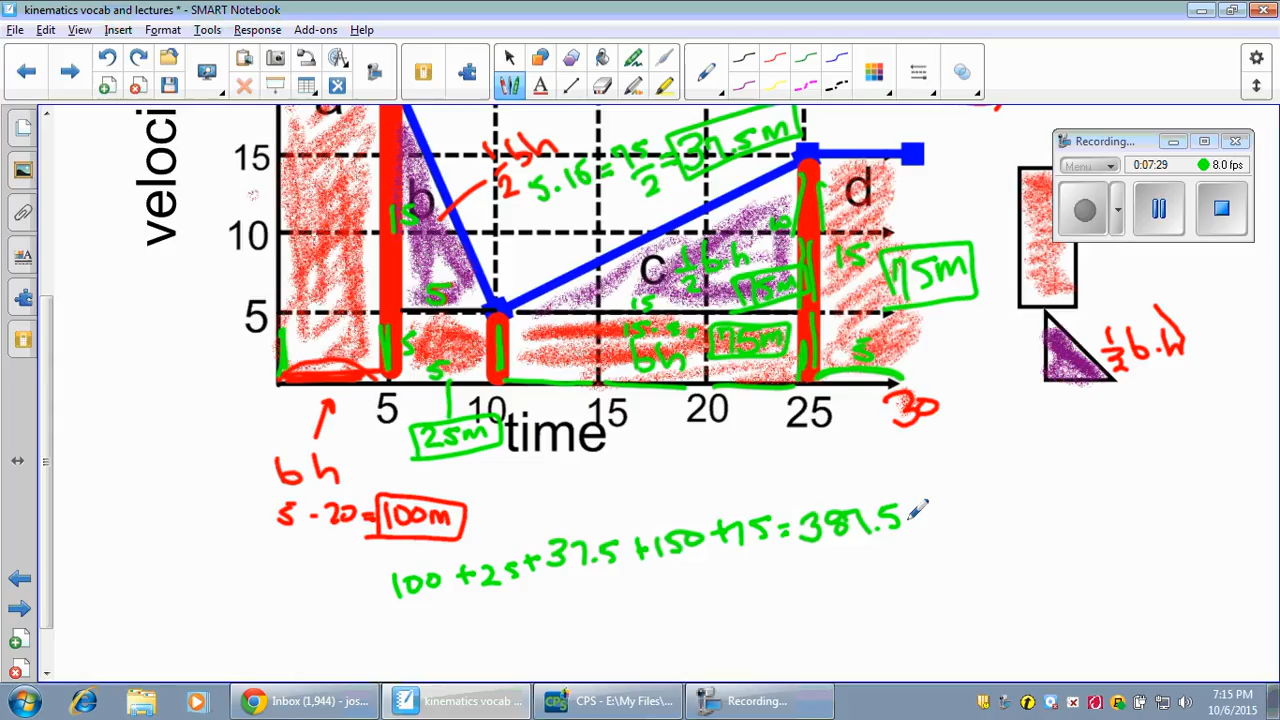 kinematics vocab and lectures * - SMART Notebook
File Edit View Insert Format Tools Response Add-ons Help
Recording...
Menu
0:07:29
8.0 fps
veloci
15
10
5
b
c
d
1/2 bh
5.15=75/2=37.5m
15
5
10
1/2 b h
75m
15
75m
5
5
15
15.5.
bh
75m
5
1/2 b.h
5
10
15
20
25
30
time
25m
b h
5 - 20 = 100m
100 + 25 + 37.5 + 150 + 75 = 387.5
Inbox (1,944) - jos...
kinematics vocab ...
CPS - E:\My Files\...
Recording...
7:15 PM
10/6/2015